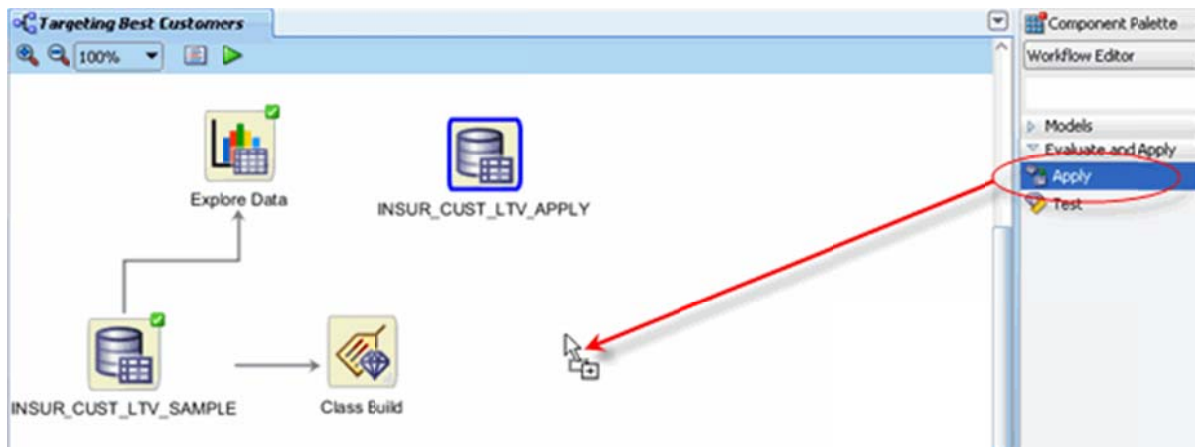 Targeting Best Customers
100%
Explore Data
INSUR_CUST_LTV_APPLY
INSUR_CUST_LTV_SAMPLE
Class Build
Component Palette
Workflow Editor
Models
Evaluate and Apply
Apply
Test